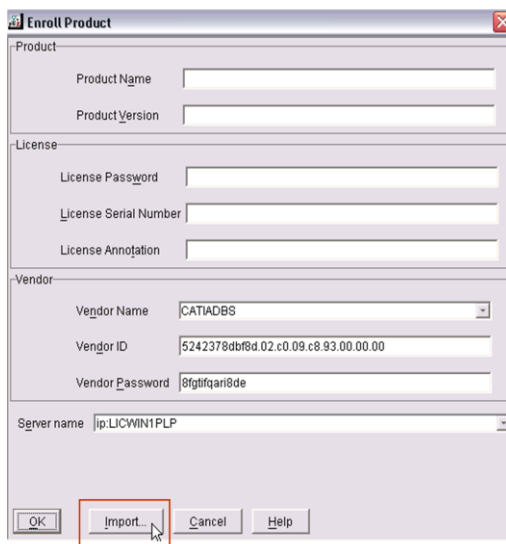 Enroll Product
Product
Product Name
Product Version
License
License Password
License Serial Number
License Annotation
Vendor
Vendor Name CATIADBS
Vendor ID 5242378dbf8d.02.c0.09.c8.93.00.00.00
Vendor Password 8fgtifqari8de
Server name ip:LICWIN1PLP
OK Import... Cancel Help